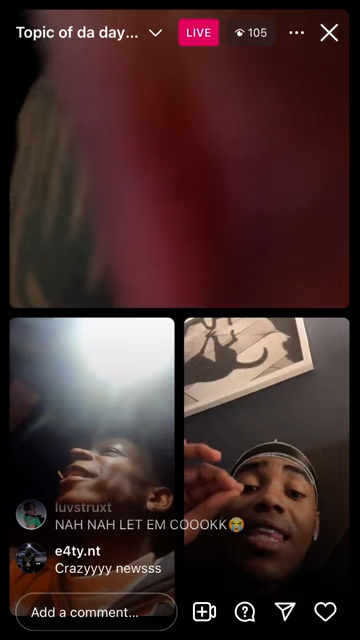 Topic of da day...
LIVE
105
luvstruxt
NAH NAH LET EM COOOKK😭
e4ty.nt
Crazyyyy newsss
Add a comment...